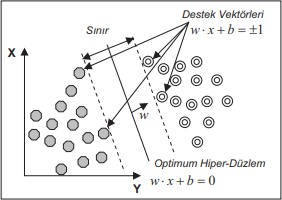 Destek Vektörleri
Sınır
w · x + b = ±1
X
w
Optimum Hiper-Düzlem
Y
w · x + b = 0